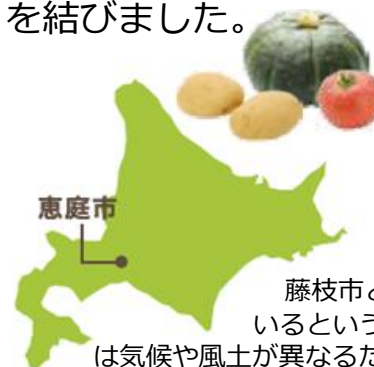 を結びました。
恵庭市
藤枝市と
いるという
は気候や風土が異なるた